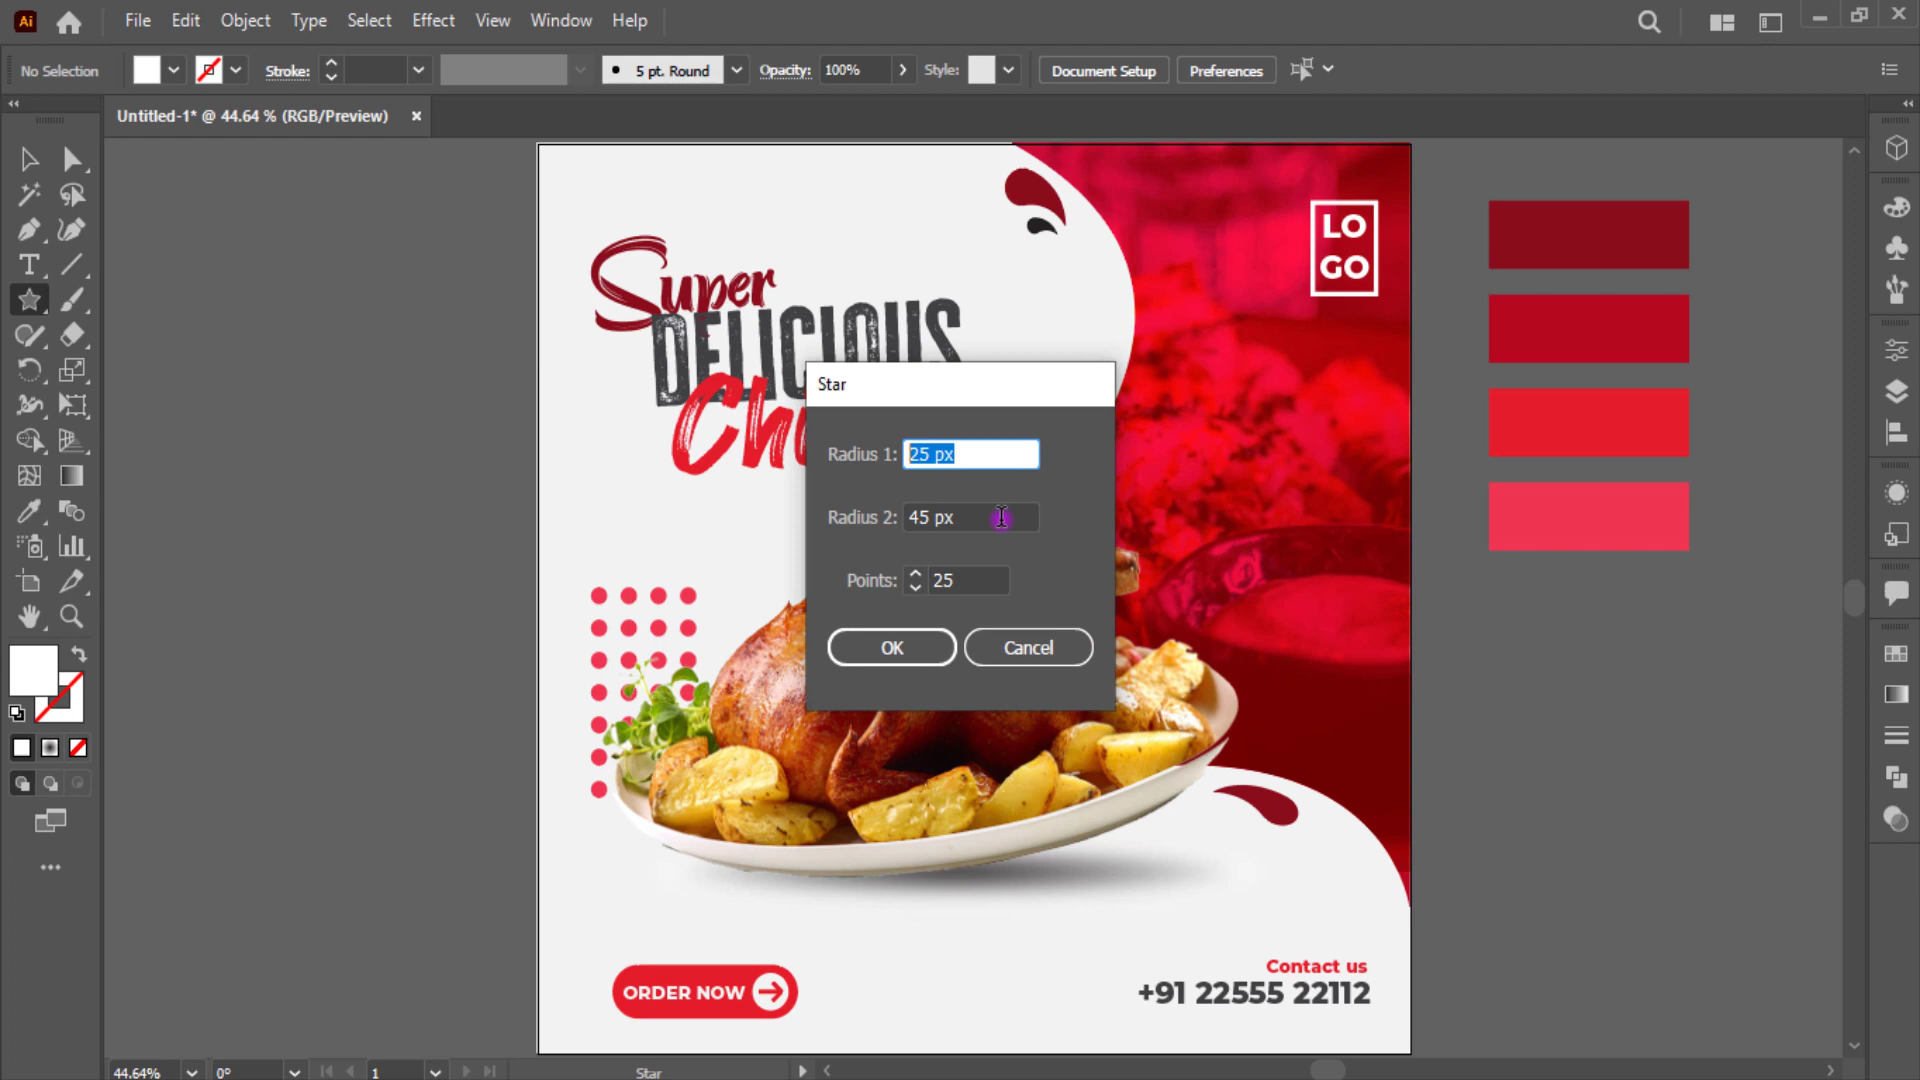 Ai File Edit Object Type Select Effect View Window Help
No Selection Stroke: 5 pt. Round Opacity: 100% Style: Document Setup Preferences
Untitled-1* @ 44.64 % (RGB/Preview) ×
LO
GO
Super
DELICIOUS
Star
Radius 1: 25 px
Radius 2: 45 px
Points: 25
OK Cancel
ORDER NOW
Contact us
+91 22555 22112
44.64% 0° 1 Star